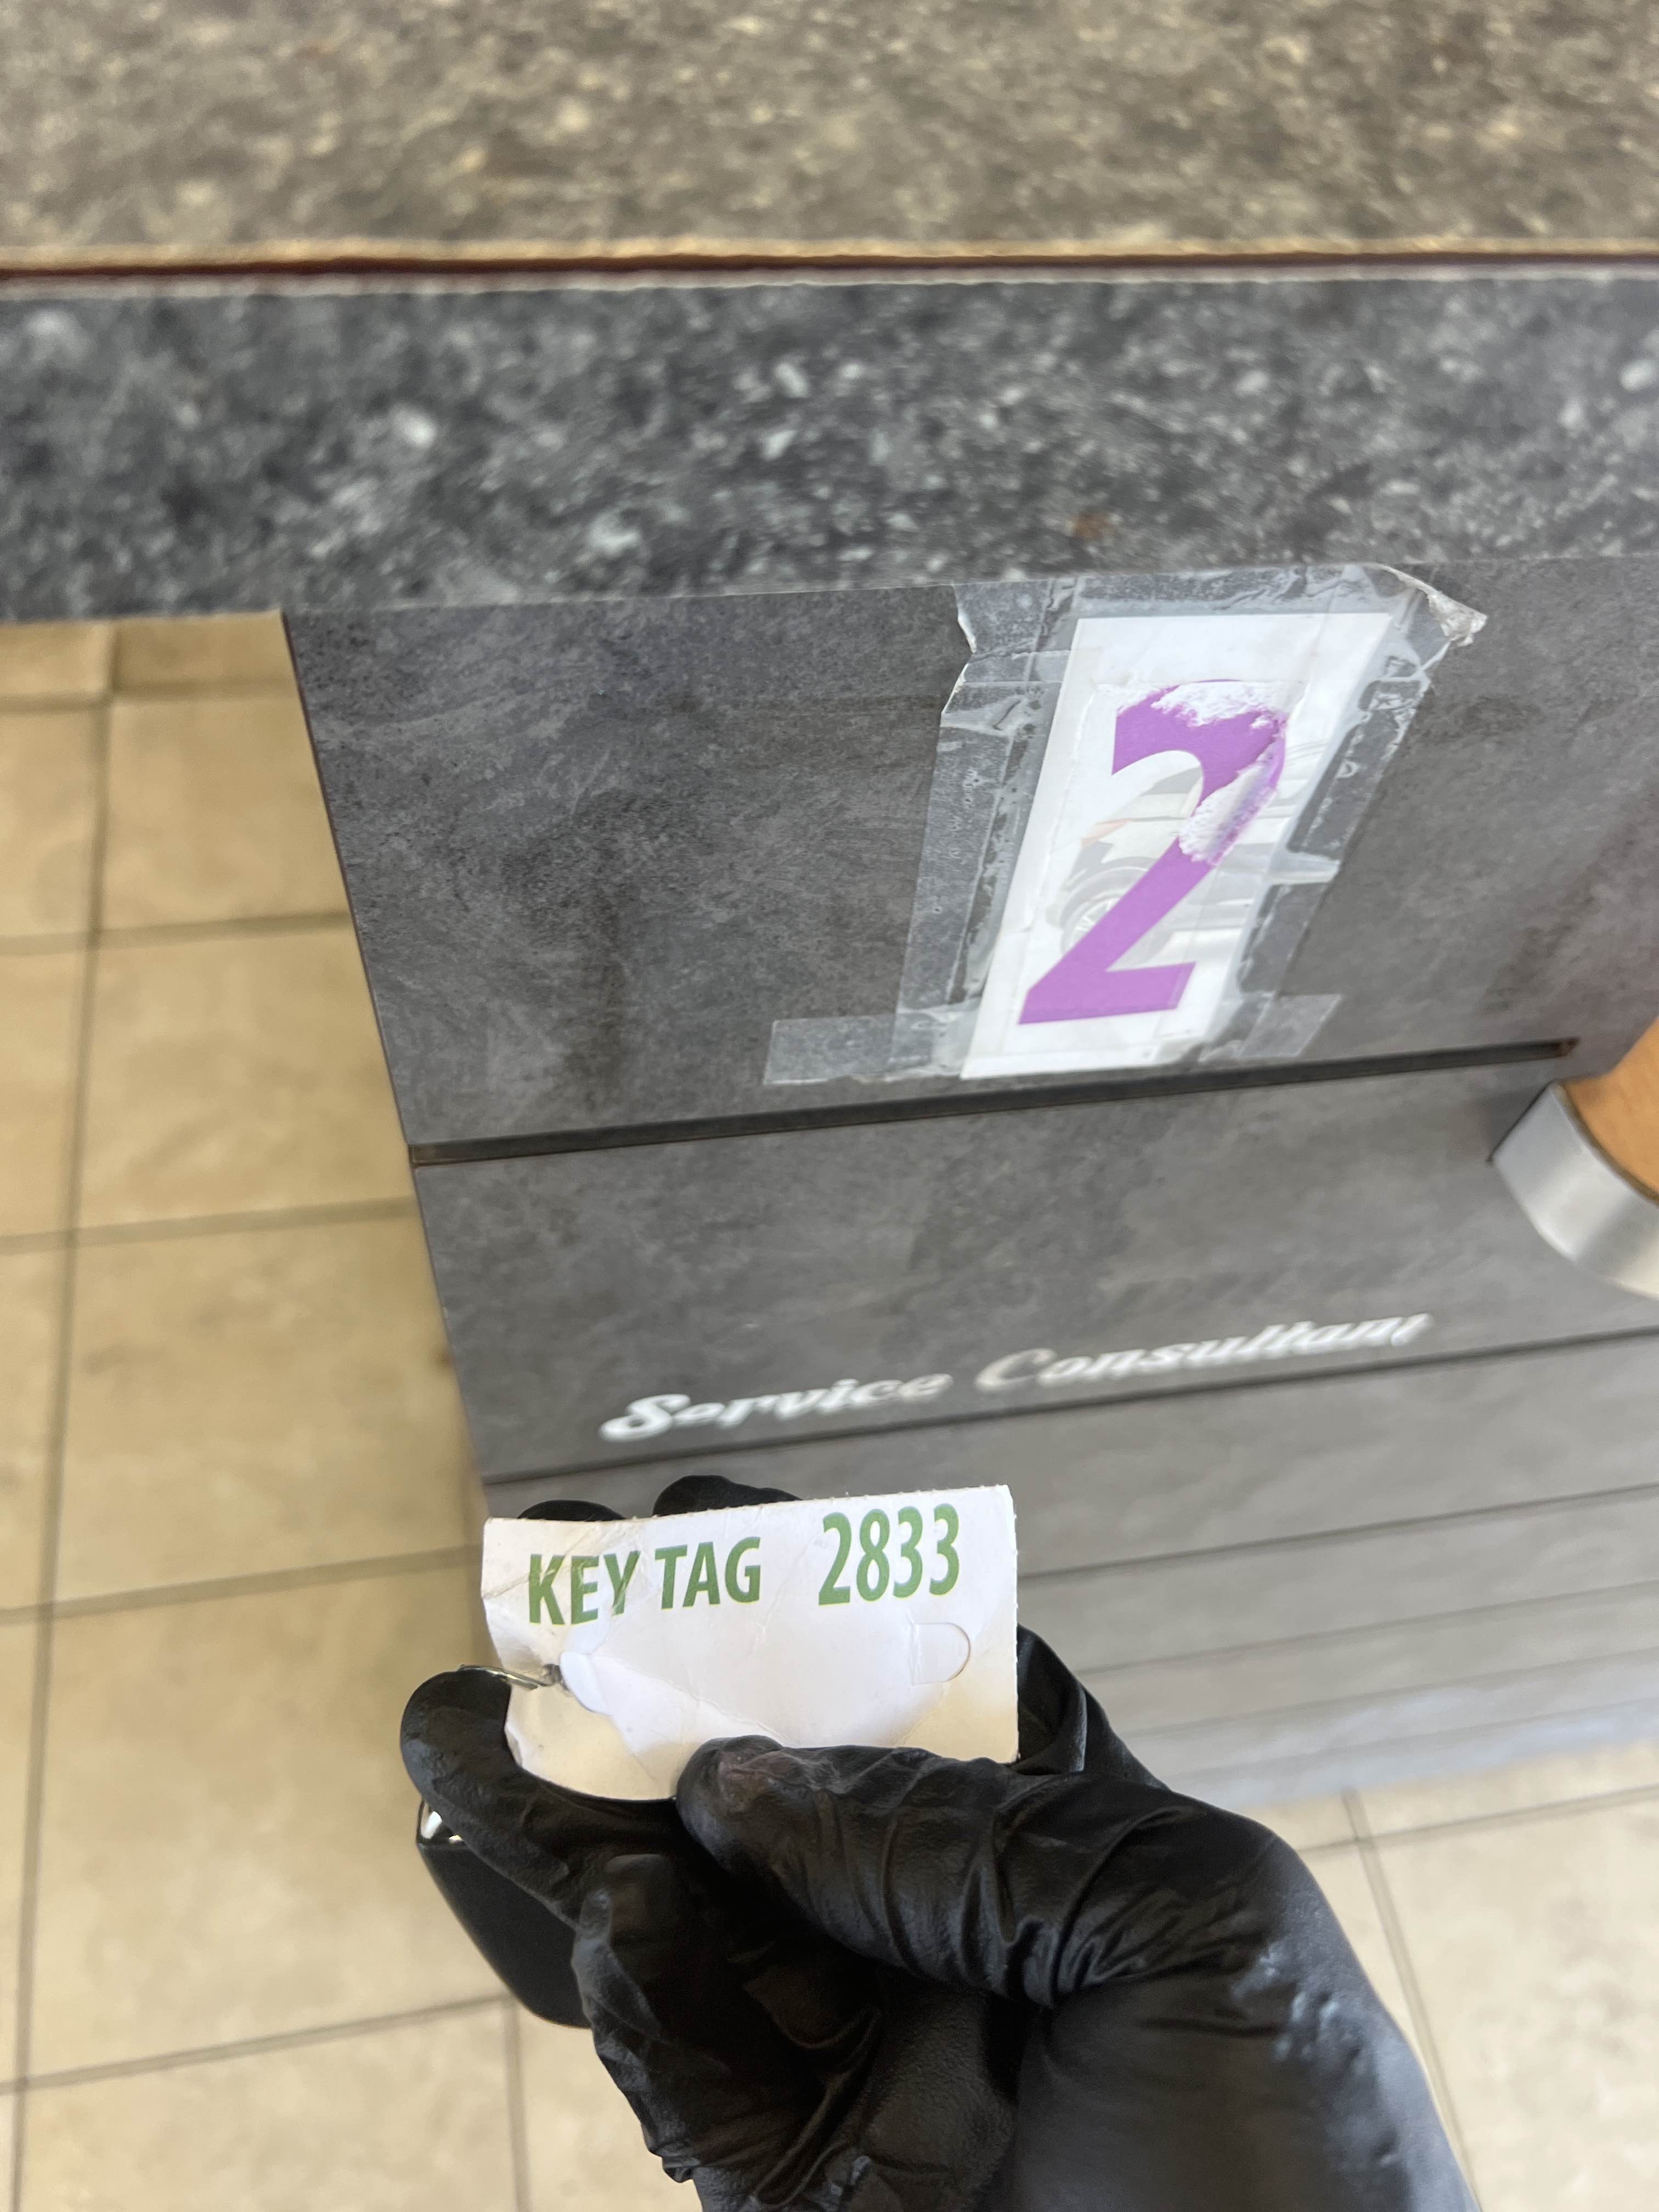 2
Service Consultant
KEY TAG 2833